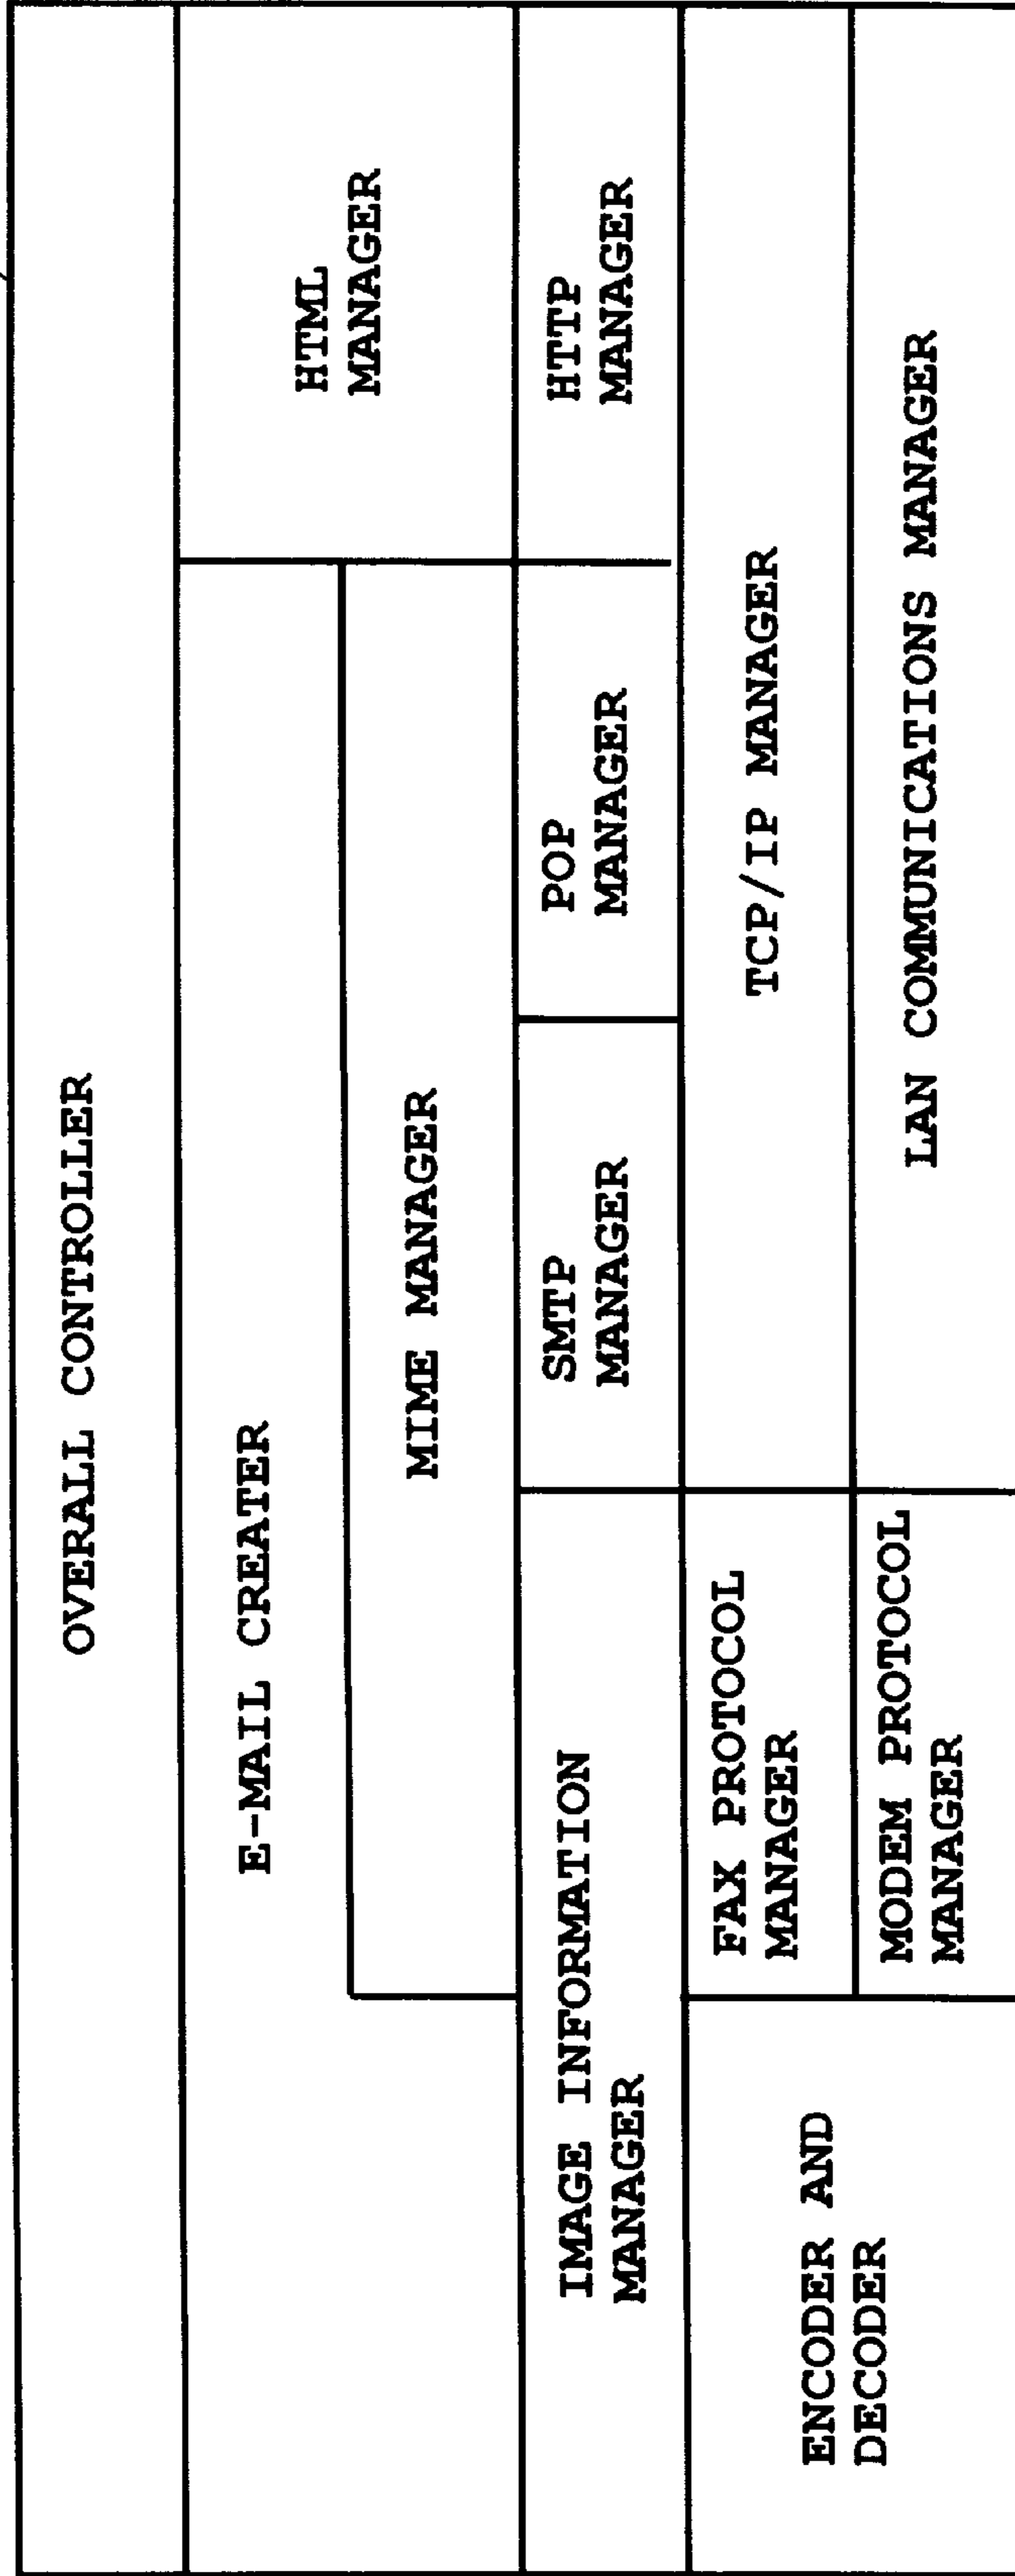 OVERALL CONTROLLER
E-MAIL CREATER
HTML
MANAGER
MIME MANAGER
IMAGE INFORMATION
MANAGER
SMTP
MANAGER
POP
MANAGER
HTTP
MANAGER
ENCODER AND
DECODER
FAX PROTOCOL
MANAGER
TCP/IP MANAGER
MODEM PROTOCOL
MANAGER
LAN COMMUNICATIONS MANAGER